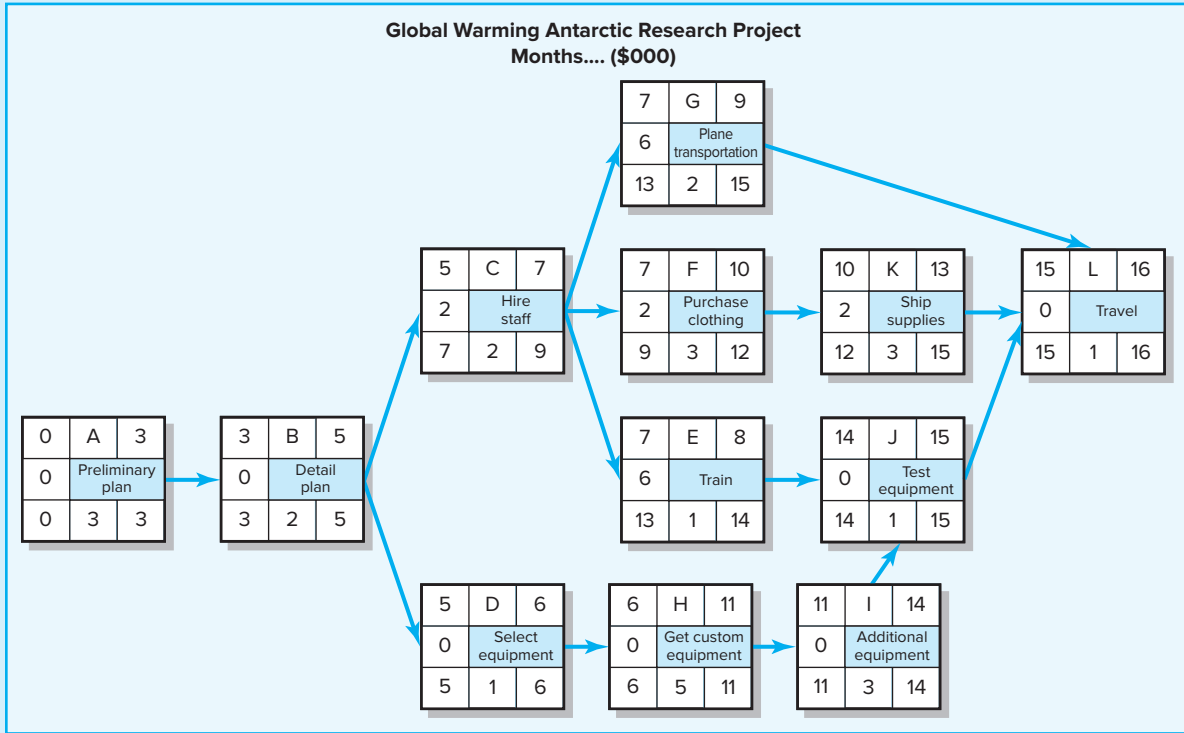 Global Warming Antarctic Research Project
Months.... ($000)
7 G 9
6 Plane
transportation
13 2 15
5 C 7
2 Hire
staff
7 2 9
7 F 10
2 Purchase
clothing
9 3 12
10 K 13
2 Ship
supplies
12 3 15
15 L 16
0 Travel
15 1 16
0 A 3
0 Preliminary
plan
0 3 3
3 B 5
0 Detail
plan
3 2 5
7 E 8
6 Train
13 1 14
14 J 15
0 Test
equipment
14 1 15
5 D 6
0 Select
equipment
5 1 6
6 H 11
0 Get custom
equipment
6 5 11
11 I 14
0 Additional
equipment
11 3 14